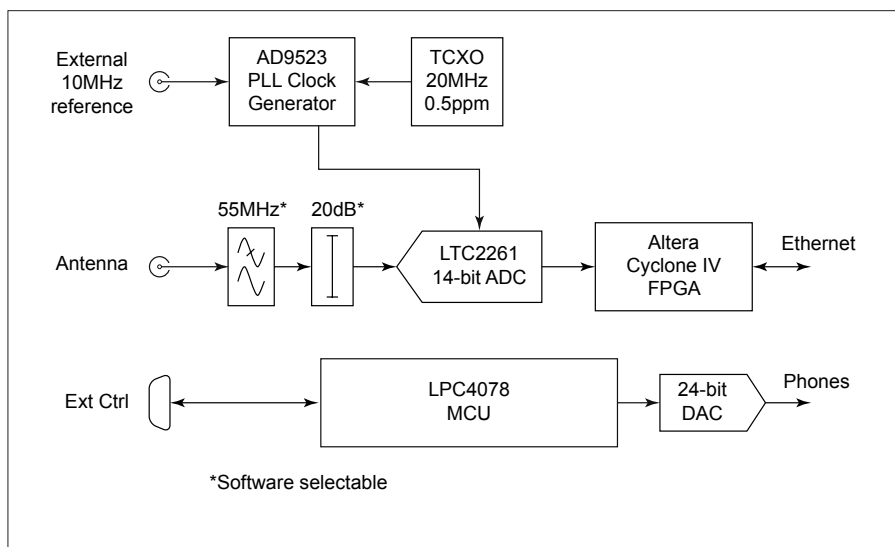 External
10MHz
reference
AD9523
PLL Clock
Generator
TCXO
20MHz
0.5ppm
55MHz*
20dB*
Antenna
LTC2261
14-bit ADC
Altera
Cyclone IV
FPGA
Ethernet
Ext Ctrl
LPC4078
MCU
24-bit
DAC
Phones
*Software selectable